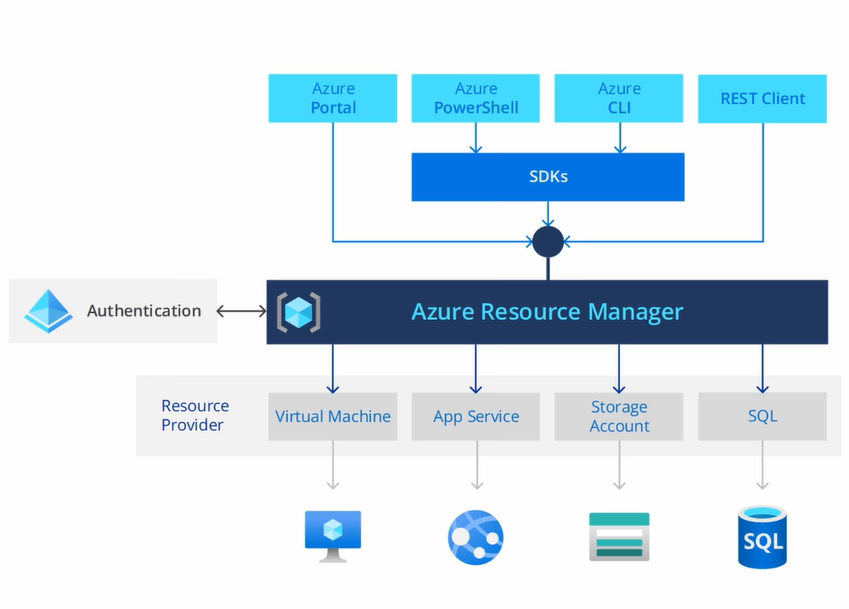 Azure
Portal
Azure
PowerShell
Azure
CLI
REST Client
SDKs
Authentication
Azure Resource Manager
Resource
Provider
Virtual Machine
App Service
Storage
Account
SQL
SQL